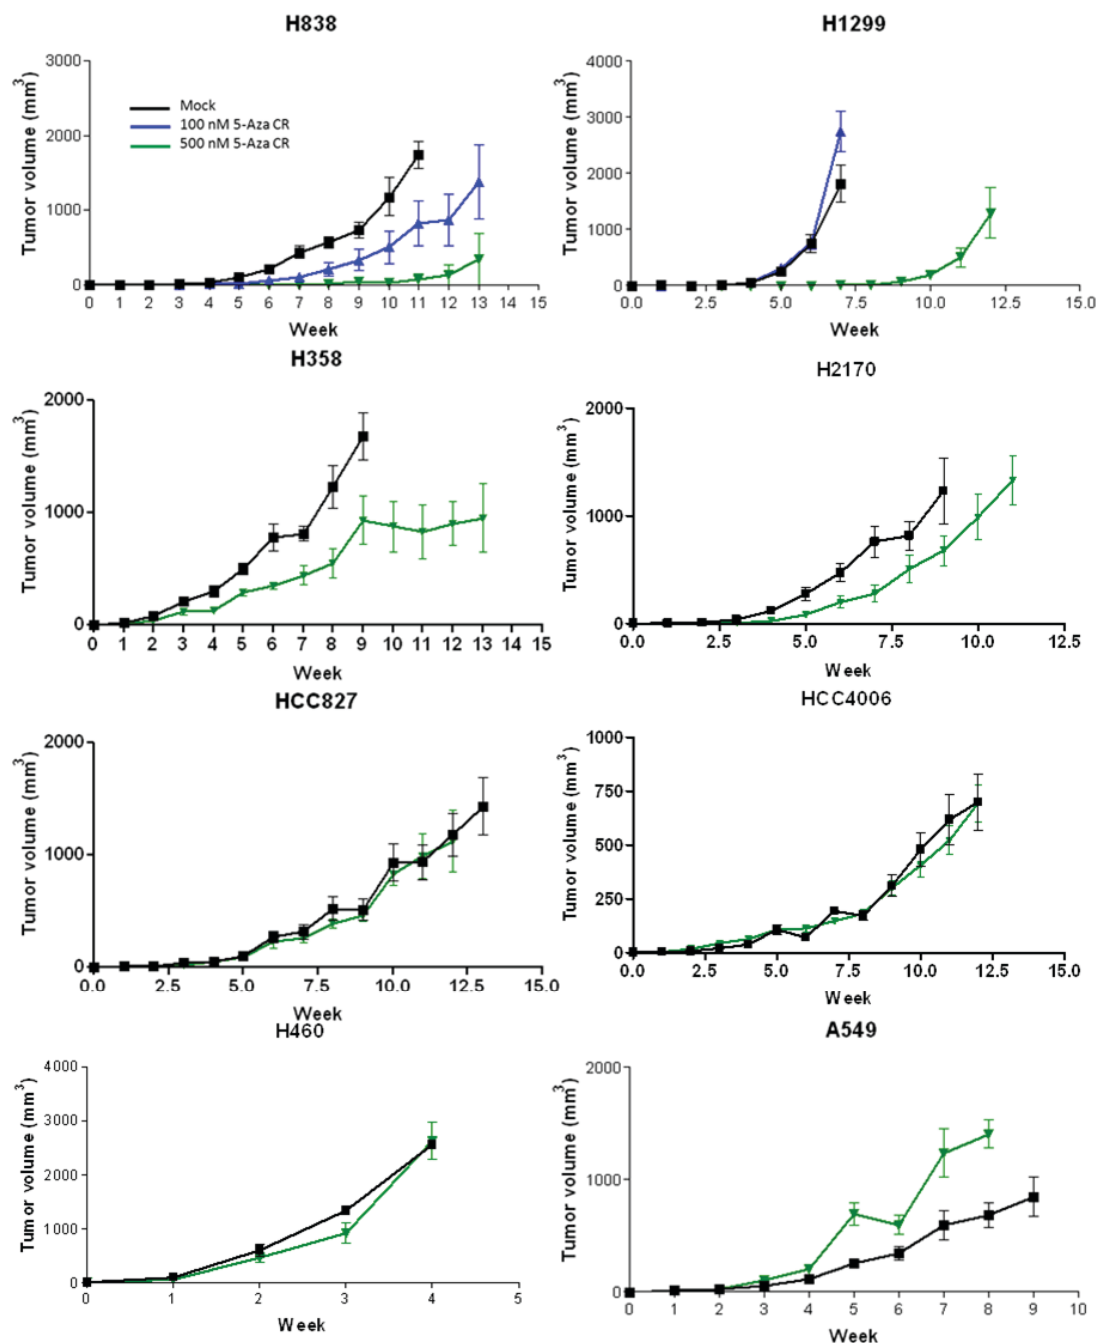 H838
Tumor volume (mm³)
3000
2000
1000
0
Mock
100 nM 5-Aza CR
500 nM 5-Aza CR
0 1 2 3 4 5 6 7 8 9 10 11 12 13 14 15
Week
H1299
Tumor volume (mm³)
4000
3000
2000
1000
0
0.0 2.5 5.0 7.5 10.0 12.5 15.0
Week
H358
Tumor volume (mm³)
2000
1000
0
0 1 2 3 4 5 6 7 8 9 10 11 12 13 14 15
Week
H2170
Tumor volume (mm³)
2000
1000
0
0.0 2.5 5.0 7.5 10.0 12.5
Week
HCC827
Tumor volume (mm³)
2000
1000
0
0.0 2.5 5.0 7.5 10.0 12.5 15.0
Week
HCC4006
Tumor volume (mm³)
1000
750
500
250
0
0.0 2.5 5.0 7.5 10.0 12.5 15.0
Week
H460
Tumor volume (mm³)
4000
3000
2000
1000
0
0 1 2 3 4 5
Week
A549
Tumor volume (mm³)
2000
1000
0
0 1 2 3 4 5 6 7 8 9 10
Week